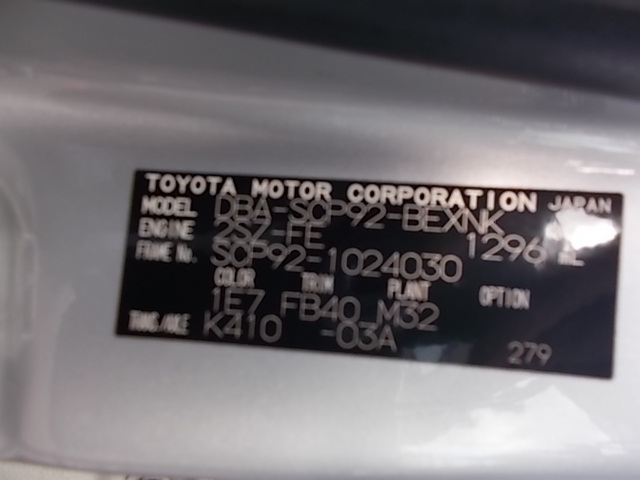 TOYOTA MOTOR CORPORATION JAPAN
MODEL DBA-SCP92-BEXNK
ENGINE 2SZ-FE 1296 ML
FRAME No. SCP92-1024030
COLOR TRIM PLANT OPTION
1E7 FB40 M32
TRANS/AXLE K410 -03A
279